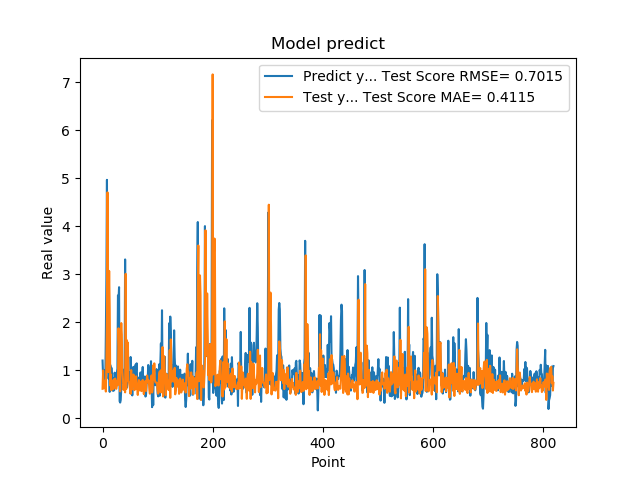 Model predict
Predict y... Test Score RMSE= 0.7015
Test y... Test Score MAE= 0.4115
Real value
7
6
5
4
3
2
1
0
0 200 400 600 800
Point